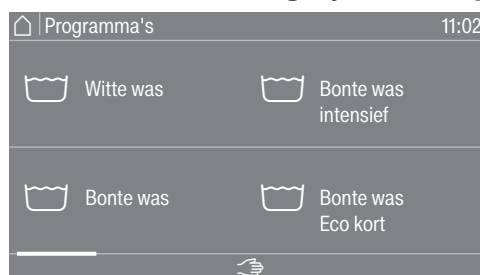 Programma's 11:02
Witte was
Bonte was
intensief
Bonte was
Bonte was
Eco kort